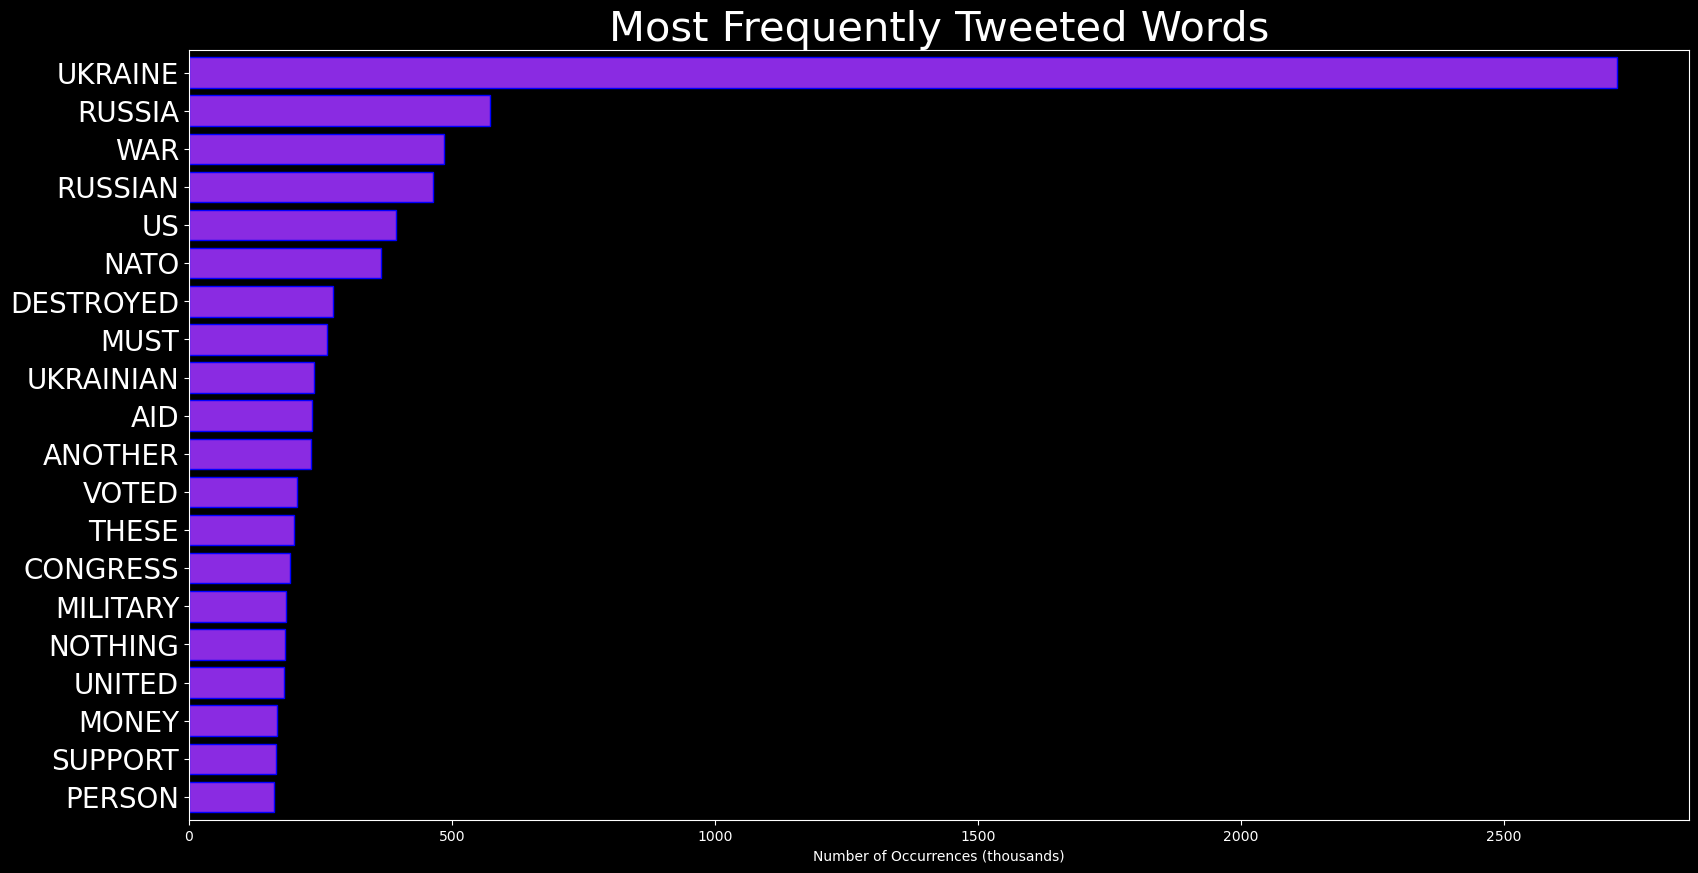 Most Frequently Tweeted Words
UKRAINE
RUSSIA
WAR
RUSSIAN
US
NATO
DESTROYED
MUST
UKRAINIAN
AID
ANOTHER
VOTED
THESE
CONGRESS
MILITARY
NOTHING
UNITED
MONEY
SUPPORT
PERSON
0 500 1000 1500 2000 2500
Number of Occurrences (thousands)